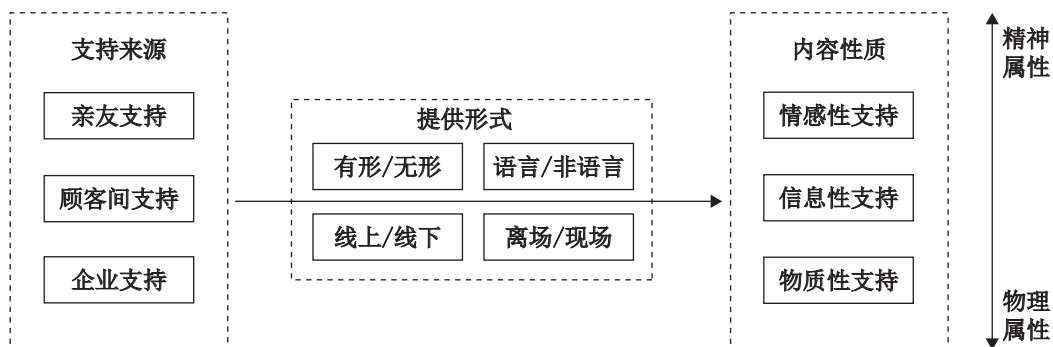 支持来源
亲友支持
顾客间支持
企业支持
提供形式
有形/无形
语言/非语言
线上/线下
离场/现场
内容性质
情感性支持
信息性支持
物质性支持
精神
属性
物理
属性